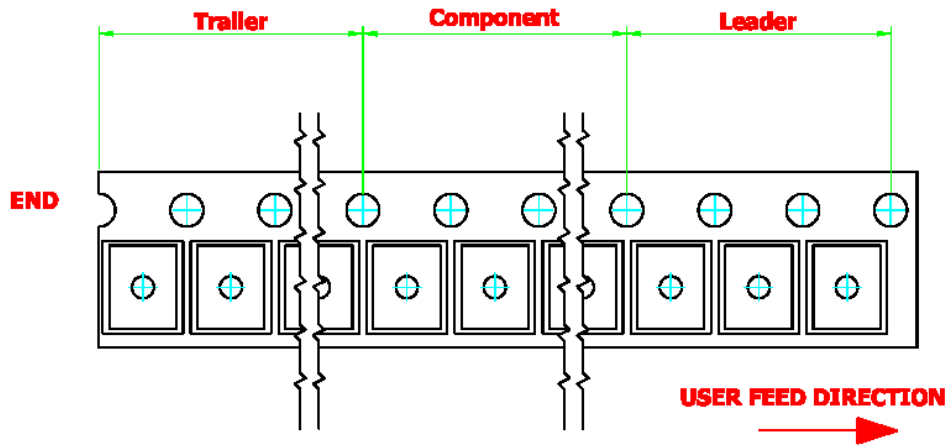 Trailer
Component
Leader
END
USER FEED DIRECTION